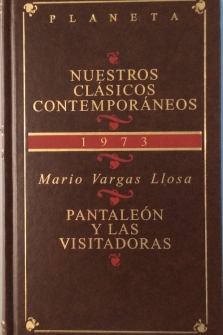 PLANETA
NUESTROS
CLÁSICOS
CONTEMPORÁNEOS
1973
Mario Vargas Llosa
PANTALEÓN
Y LAS
VISITADORAS